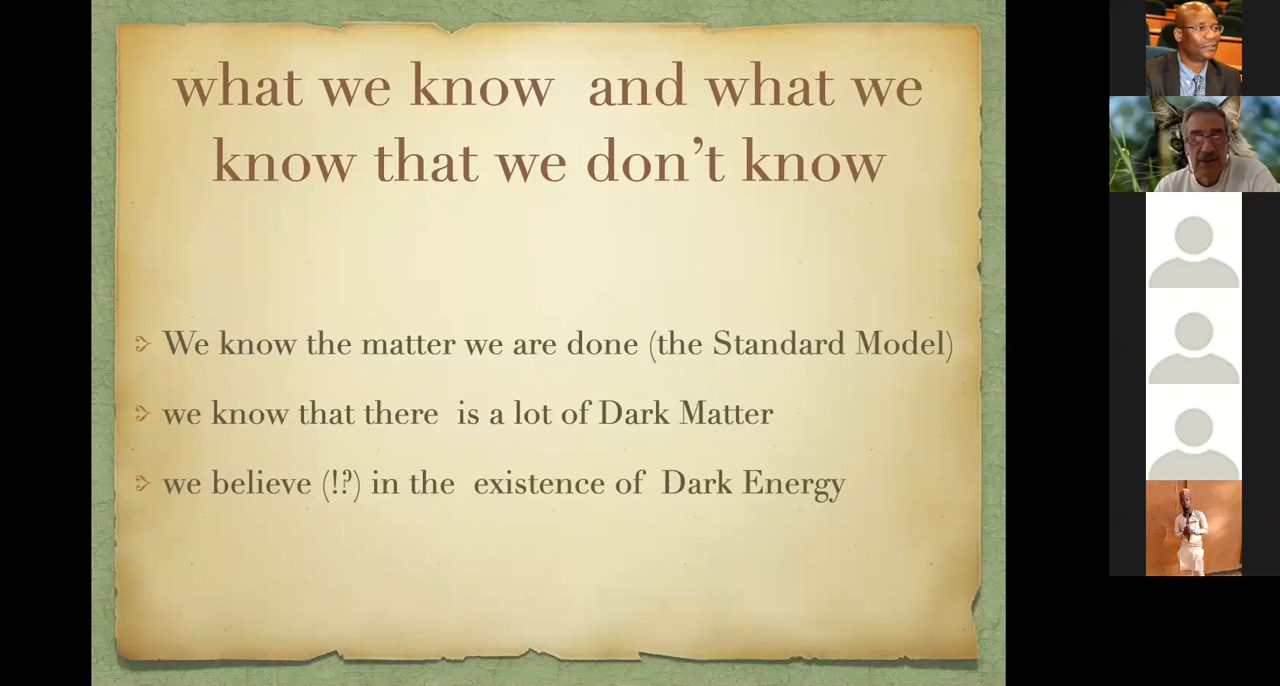 what we know and what we
know that we don't know
We know the matter we are done (the Standard Model)
we know that there is a lot of Dark Matter
we believe (!?) in the existence of Dark Energy